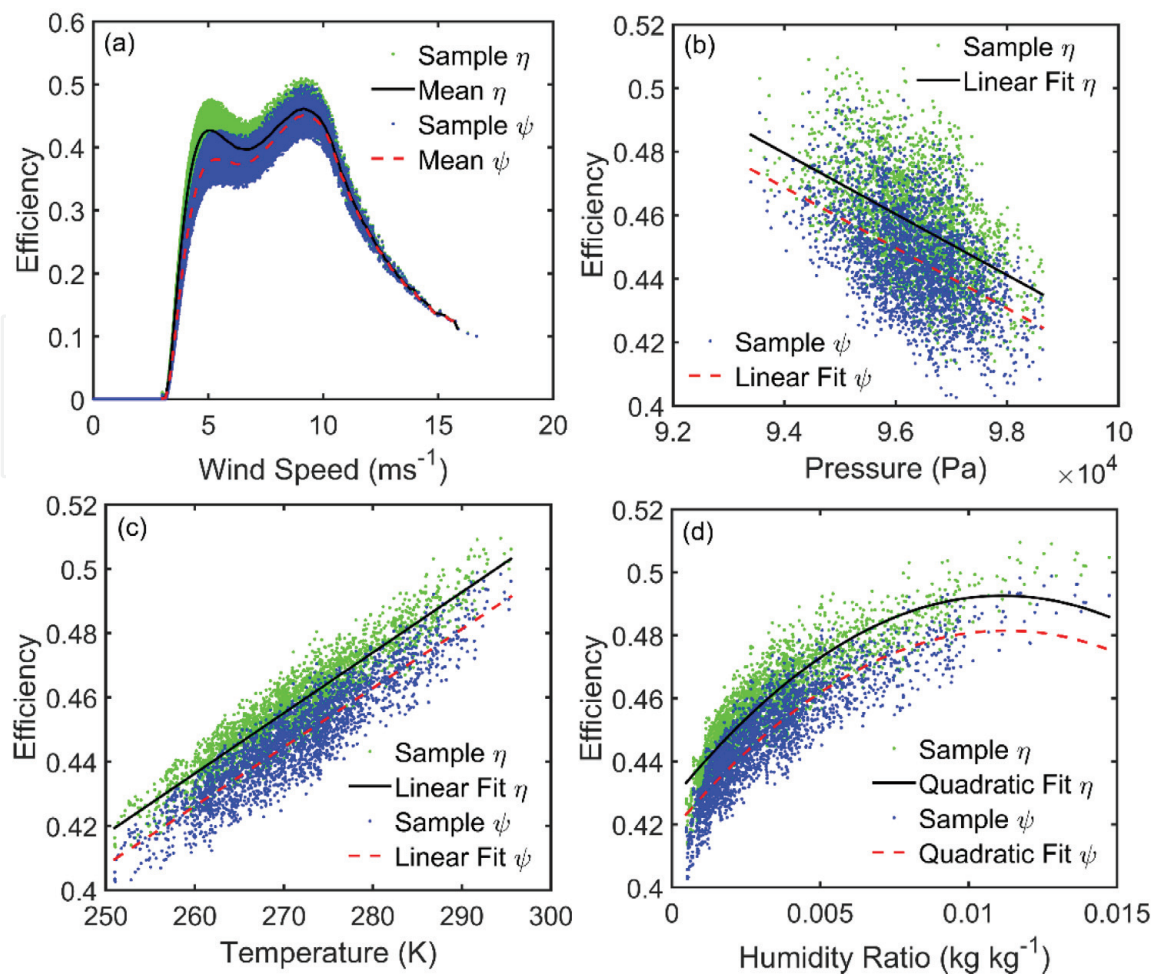 (a)
Sample η
Mean η
Sample ψ
Mean ψ
0.6
0.5
0.4
0.3
0.2
0.1
0
Efficiency
0 5 10 15 20
Wind Speed (ms⁻¹)
(b)
Sample η
Linear Fit η
Sample ψ
Linear Fit ψ
0.52
0.5
0.48
0.46
0.44
0.42
0.4
Efficiency
9.2 9.4 9.6 9.8 10
Pressure (Pa) ×10⁴
(c)
Sample η
Linear Fit η
Sample ψ
Linear Fit ψ
0.52
0.5
0.48
0.46
0.44
0.42
0.4
Efficiency
250 260 270 280 290 300
Temperature (K)
(d)
Sample η
Quadratic Fit η
Sample ψ
Quadratic Fit ψ
0.52
0.5
0.48
0.46
0.44
0.42
0.4
Efficiency
0 0.005 0.01 0.015
Humidity Ratio (kg kg⁻¹)